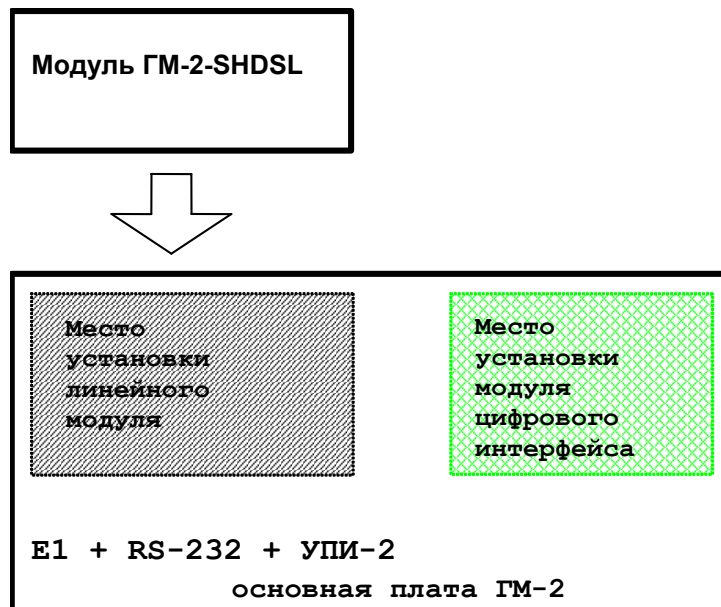 Модуль ГМ-2-SHDSL
Место
установки
линейного
модуля
Место
установки
модуля
цифрового
интерфейса
E1 + RS-232 + УПИ-2
основная плата ГМ-2